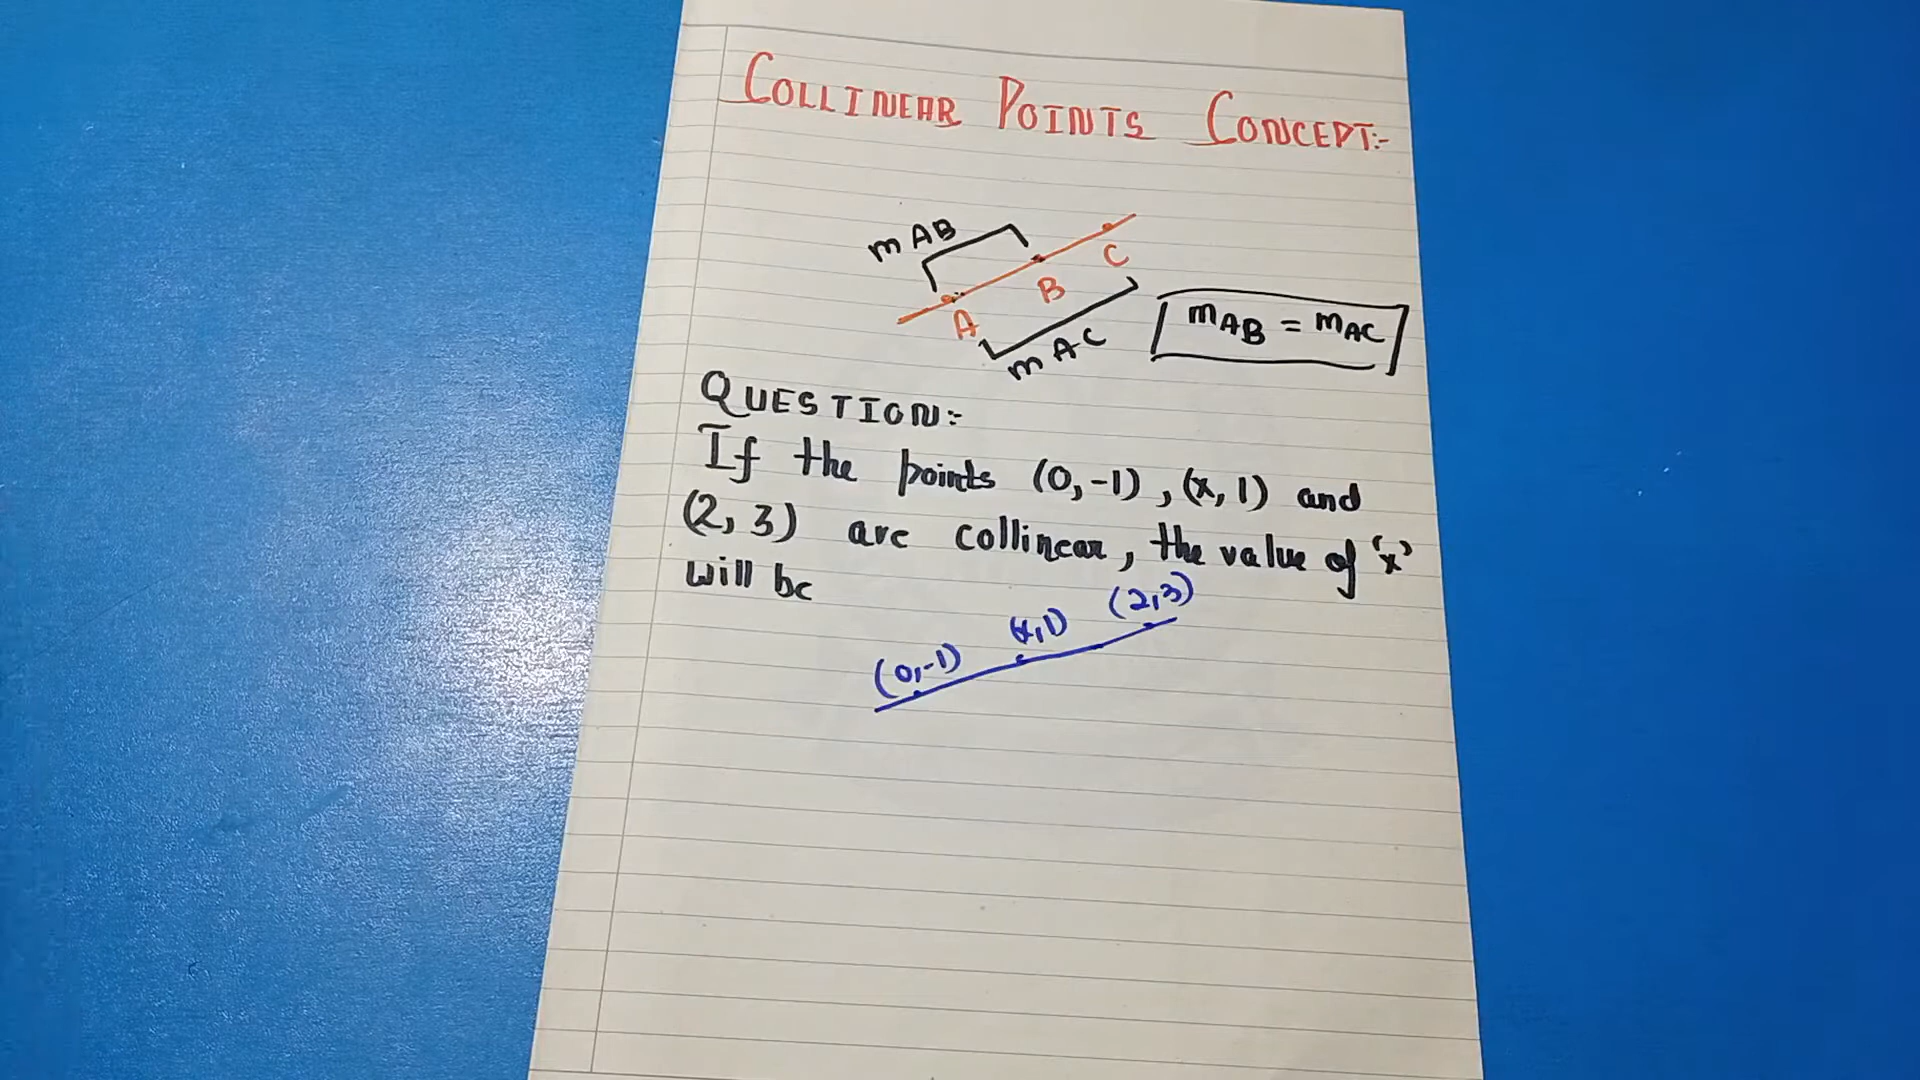 COLLINEAR POINTS CONCEPT:-
mAB
C
B
A
mAC
mAB = mAC
QUESTION:-
If the points (0,-1), (x, 1) and
(2, 3) are collinear, the value of 'x'
will be
(2,3)
(x,1)
(0,-1)